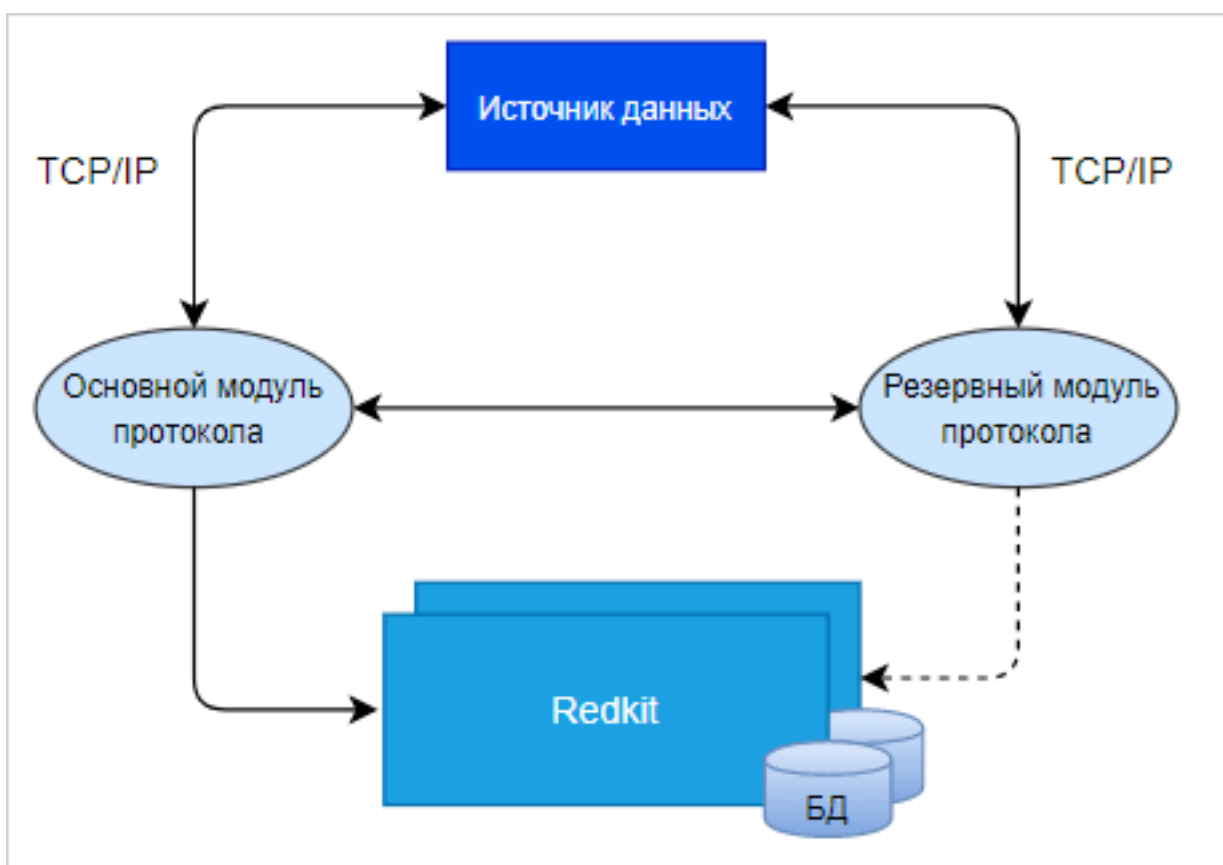 Источник данных
TCP/IP
TCP/IP
Основной модуль
протокола
Резервный модуль
протокола
Redkit
БД